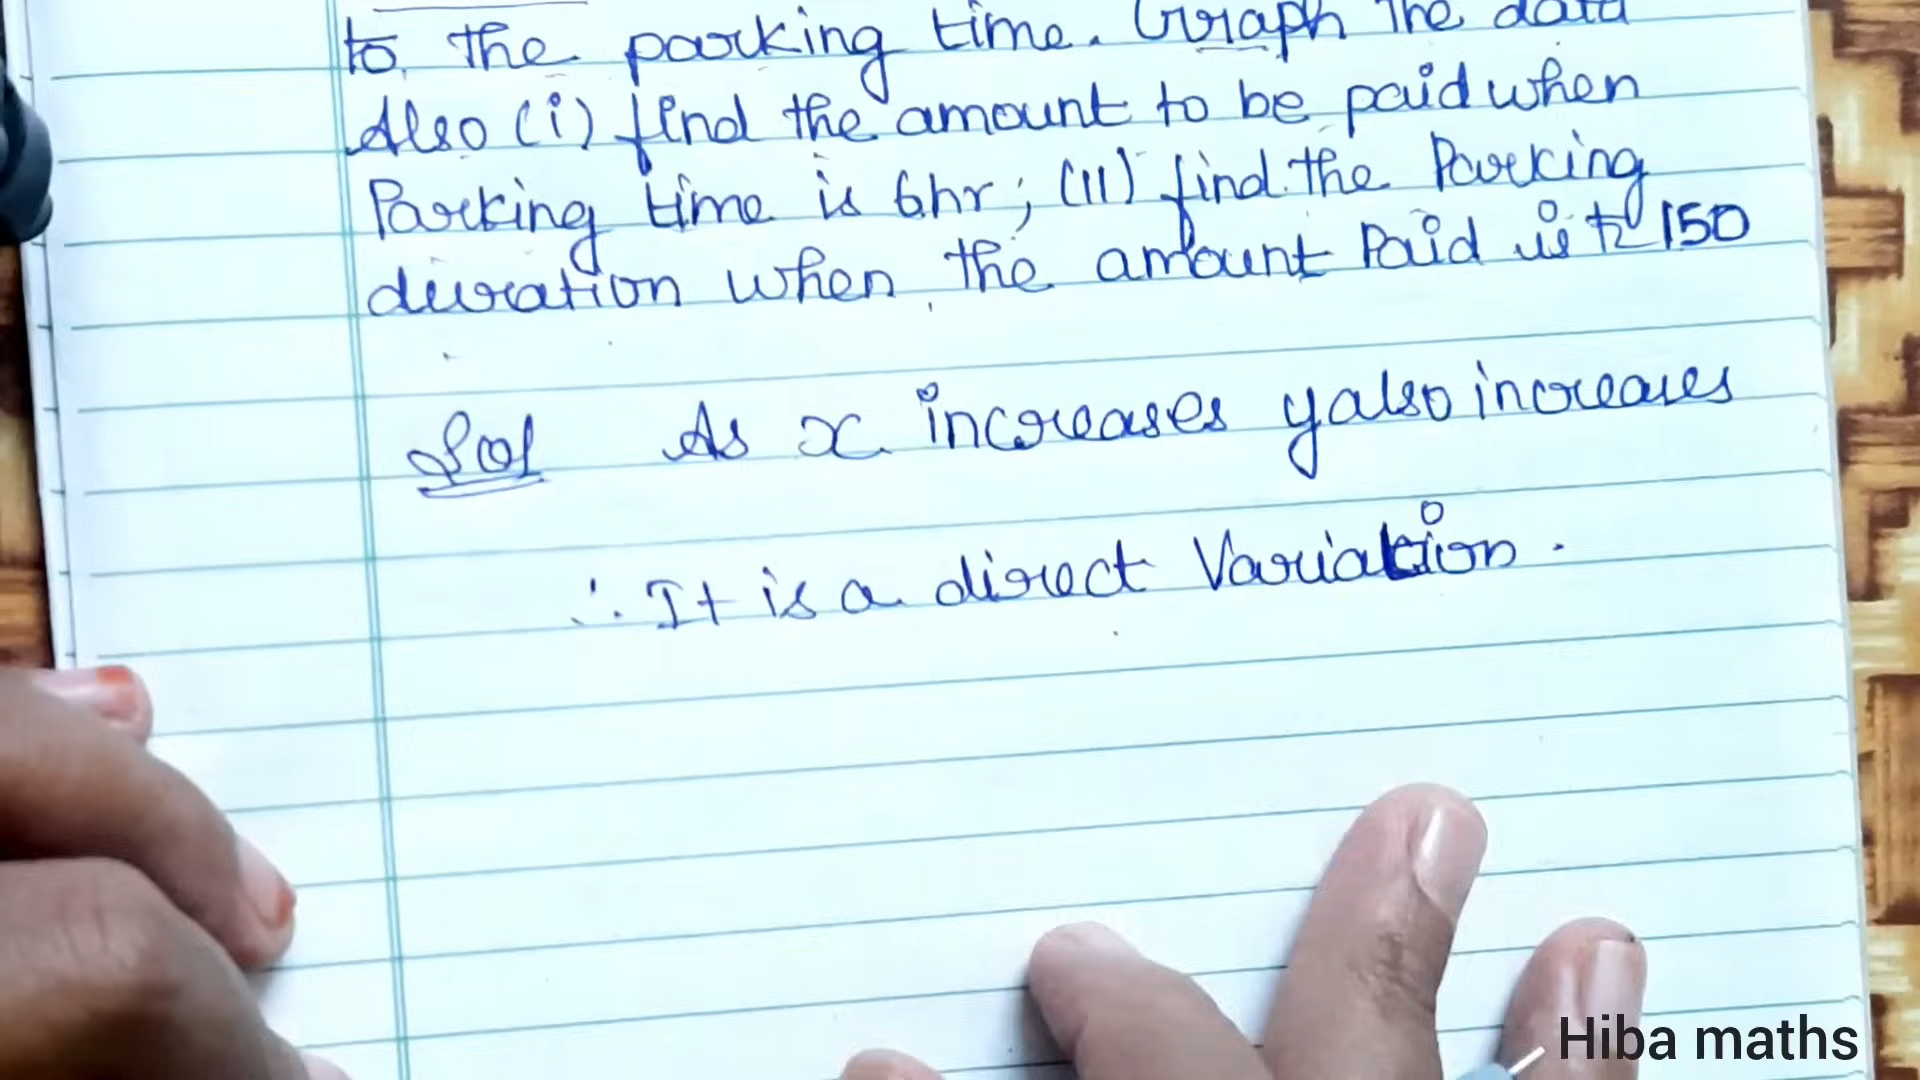 to the parking time. Graph the data
Also (i) find the amount to be paid when
Parking time is 6hr; (II) find the Parking
duration when the amount Paid is ₹ 150
Sol As x increases y also increases
∴ It is a direct Variation.
Hiba maths